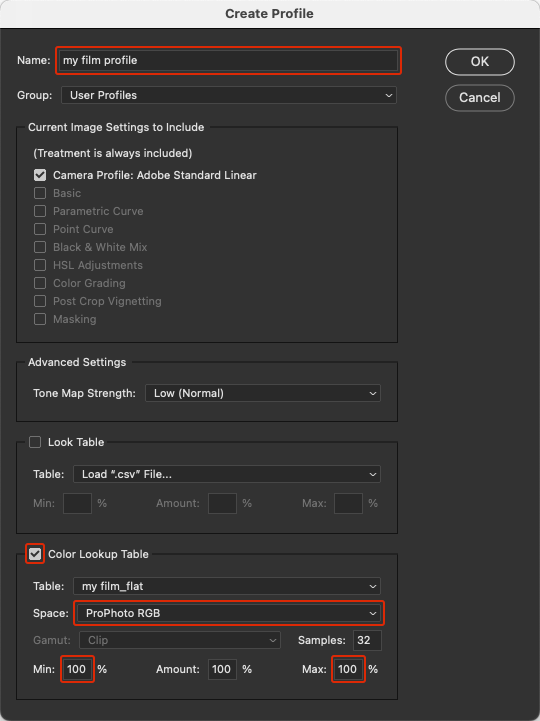 Create Profile
Name: my film profile
OK
Group: User Profiles
Cancel
Current Image Settings to Include
(Treatment is always included)
Camera Profile: Adobe Standard Linear
Basic
Parametric Curve
Point Curve
Black & White Mix
HSL Adjustments
Color Grading
Post Crop Vignetting
Masking
Advanced Settings
Tone Map Strength: Low (Normal)
Look Table
Table: Load “.csv” File...
Min: % Amount: % Max: %
Color Lookup Table
Table: my film_flat
Space: ProPhoto RGB
Gamut: Clip Samples: 32
Min: 100 % Amount: 100 % Max: 100 %